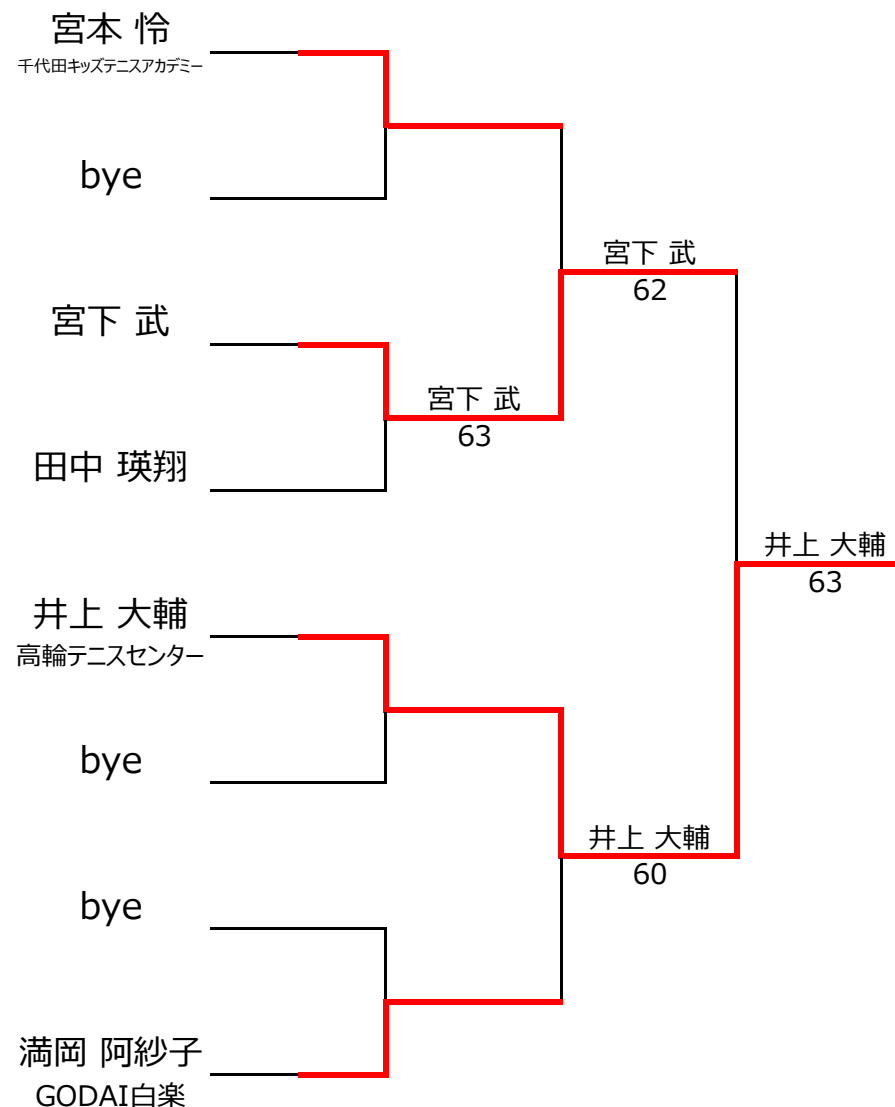 宮本 怜
千代田キッズテニスアカデミー
bye
宮下 武
62
宮下 武
宮下 武
63
田中 瑛翔
井上 大輔
63
井上 大輔
高輪テニスセンター
bye
井上 大輔
60
bye
満岡 阿紗子
GODAI白楽